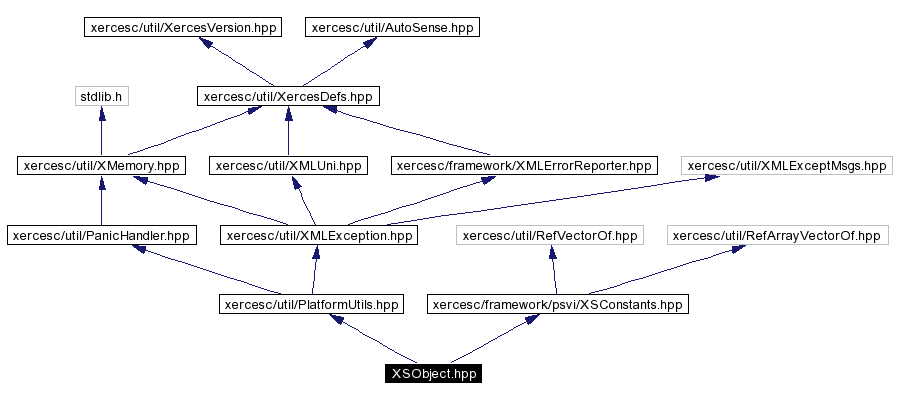 xercesc/util/XercesVersion.hpp
xercesc/util/AutoSense.hpp
stdlib.h
xercesc/util/XercesDefs.hpp
xercesc/util/XMemory.hpp
xercesc/util/XMLUni.hpp
xercesc/framework/XMLErrorReporter.hpp
xercesc/util/XMLExceptMsgs.hpp
xercesc/util/PanicHandler.hpp
xercesc/util/XMLException.hpp
xercesc/util/RefVectorOf.hpp
xercesc/util/RefArrayVectorOf.hpp
xercesc/util/PlatformUtils.hpp
xercesc/framework/psvi/XSConstants.hpp
XSObject.hpp